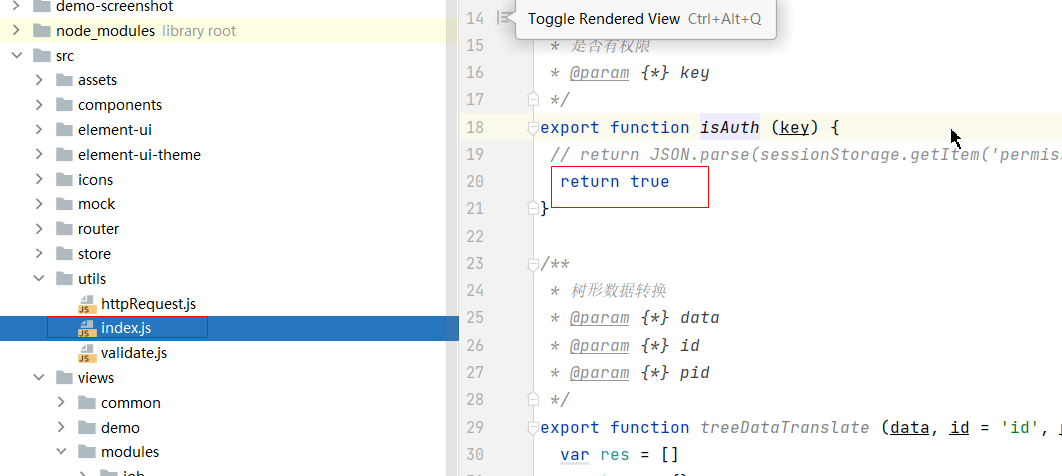 demo-screenshot
node_modules library root
src
assets
components
element-ui
element-ui-theme
icons
mock
router
store
utils
httpRequest.js
index.js
validate.js
views
common
demo
modules
job
Toggle Rendered View Ctrl+Alt+Q
14
15 * 是否有权限
16 * @param {*} key
17 */
18 export function isAuth (key) {
19 // return JSON.parse(sessionStorage.getItem('permis
20 return true
21 }
22
23 /**
24 * 树形数据转换
25 * @param {*} data
26 * @param {*} id
27 * @param {*} pid
28 */
29 export function treeDataTranslate (data, id = 'id',
30 var res = []